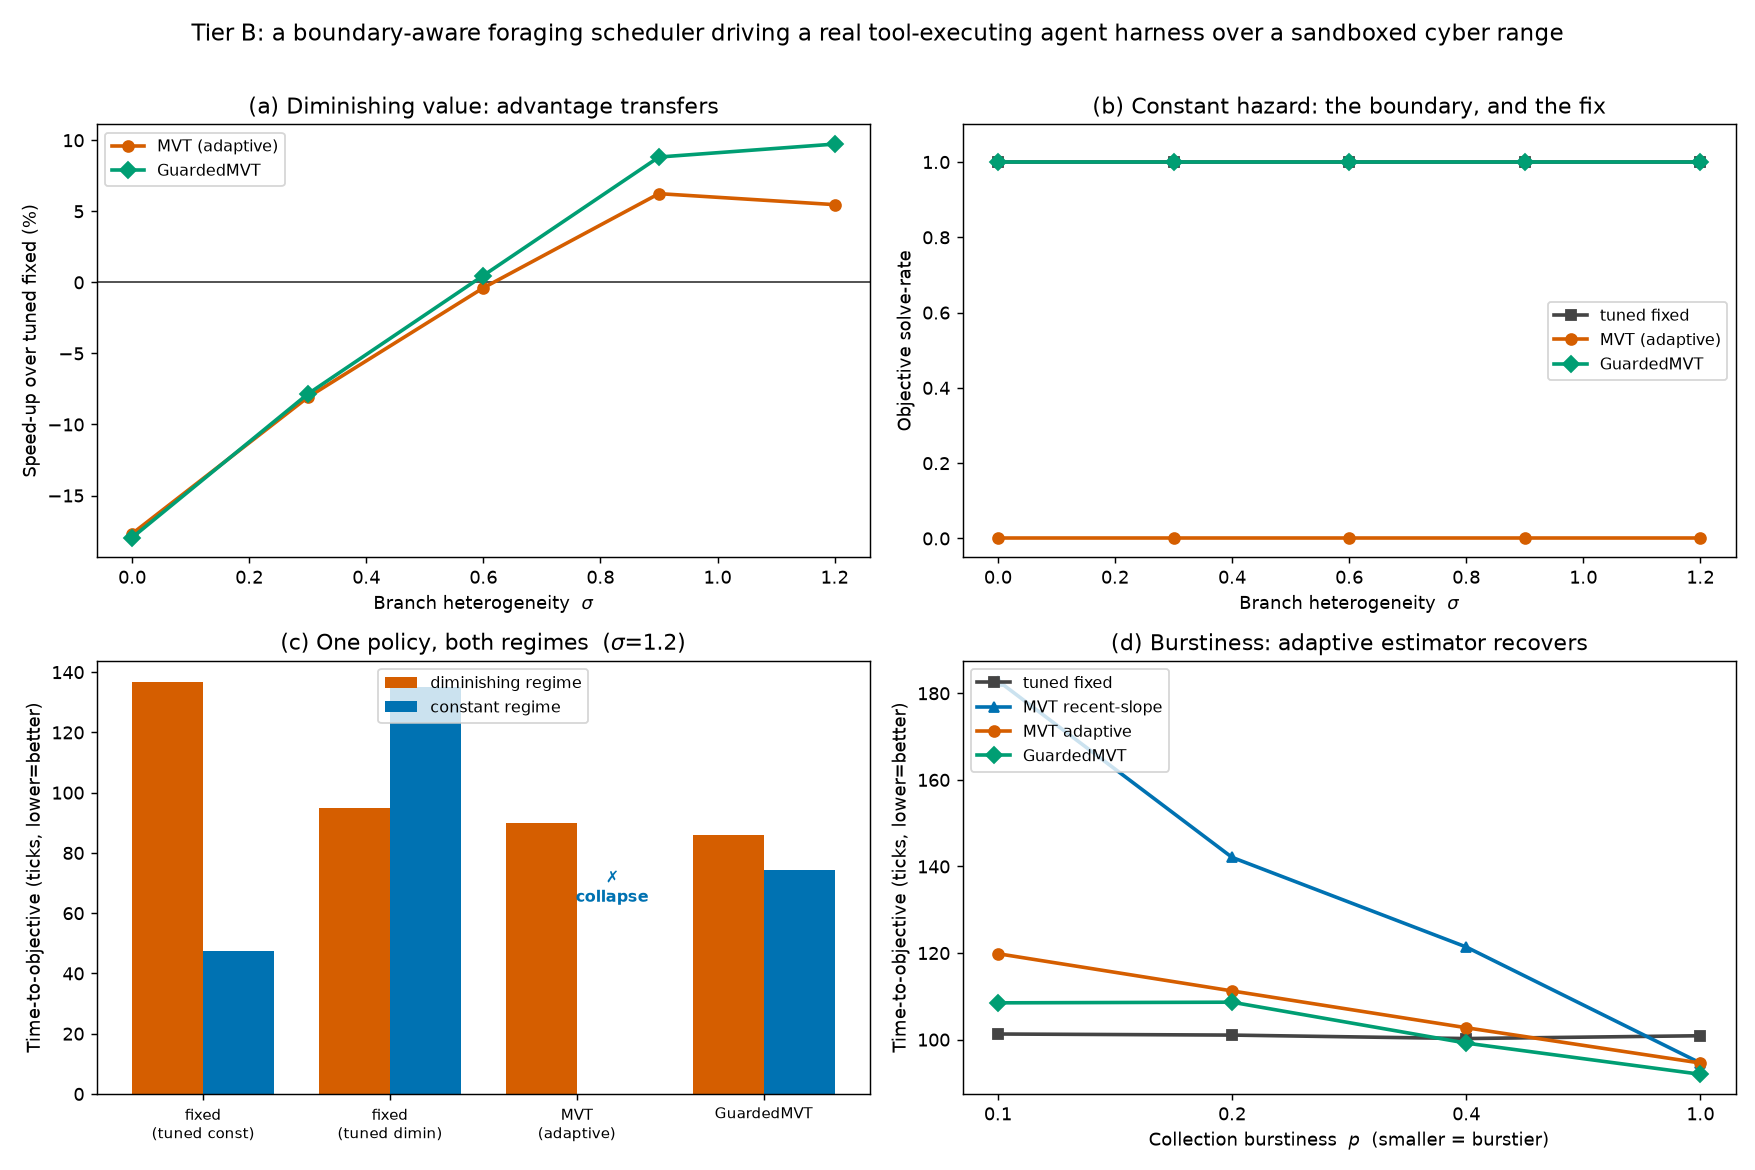 Tier B: a boundary-aware foraging scheduler driving a real tool-executing agent harness over a sandboxed cyber range
(a) Diminishing value: advantage transfers
MVT (adaptive)
GuardedMVT
Speed-up over tuned fixed (%)
10
5
0
−5
−10
−15
0.0
0.2
0.4
0.6
0.8
1.0
1.2
Branch heterogeneity σ
(b) Constant hazard: the boundary, and the fix
Objective solve-rate
1.0
0.8
0.6
0.4
0.2
0.0
tuned fixed
MVT (adaptive)
GuardedMVT
0.0
0.2
0.4
0.6
0.8
1.0
1.2
Branch heterogeneity σ
(c) One policy, both regimes (σ=1.2)
diminishing regime
constant regime
Time-to-objective (ticks, lower=better)
140
120
100
80
60
40
20
0
✗
collapse
fixed
(tuned const)
fixed
(tuned dimin)
MVT
(adaptive)
GuardedMVT
(d) Burstiness: adaptive estimator recovers
tuned fixed
MVT recent-slope
MVT adaptive
GuardedMVT
Time-to-objective (ticks, lower=better)
180
160
140
120
100
0.1
0.2
0.4
1.0
Collection burstiness p (smaller = burstier)